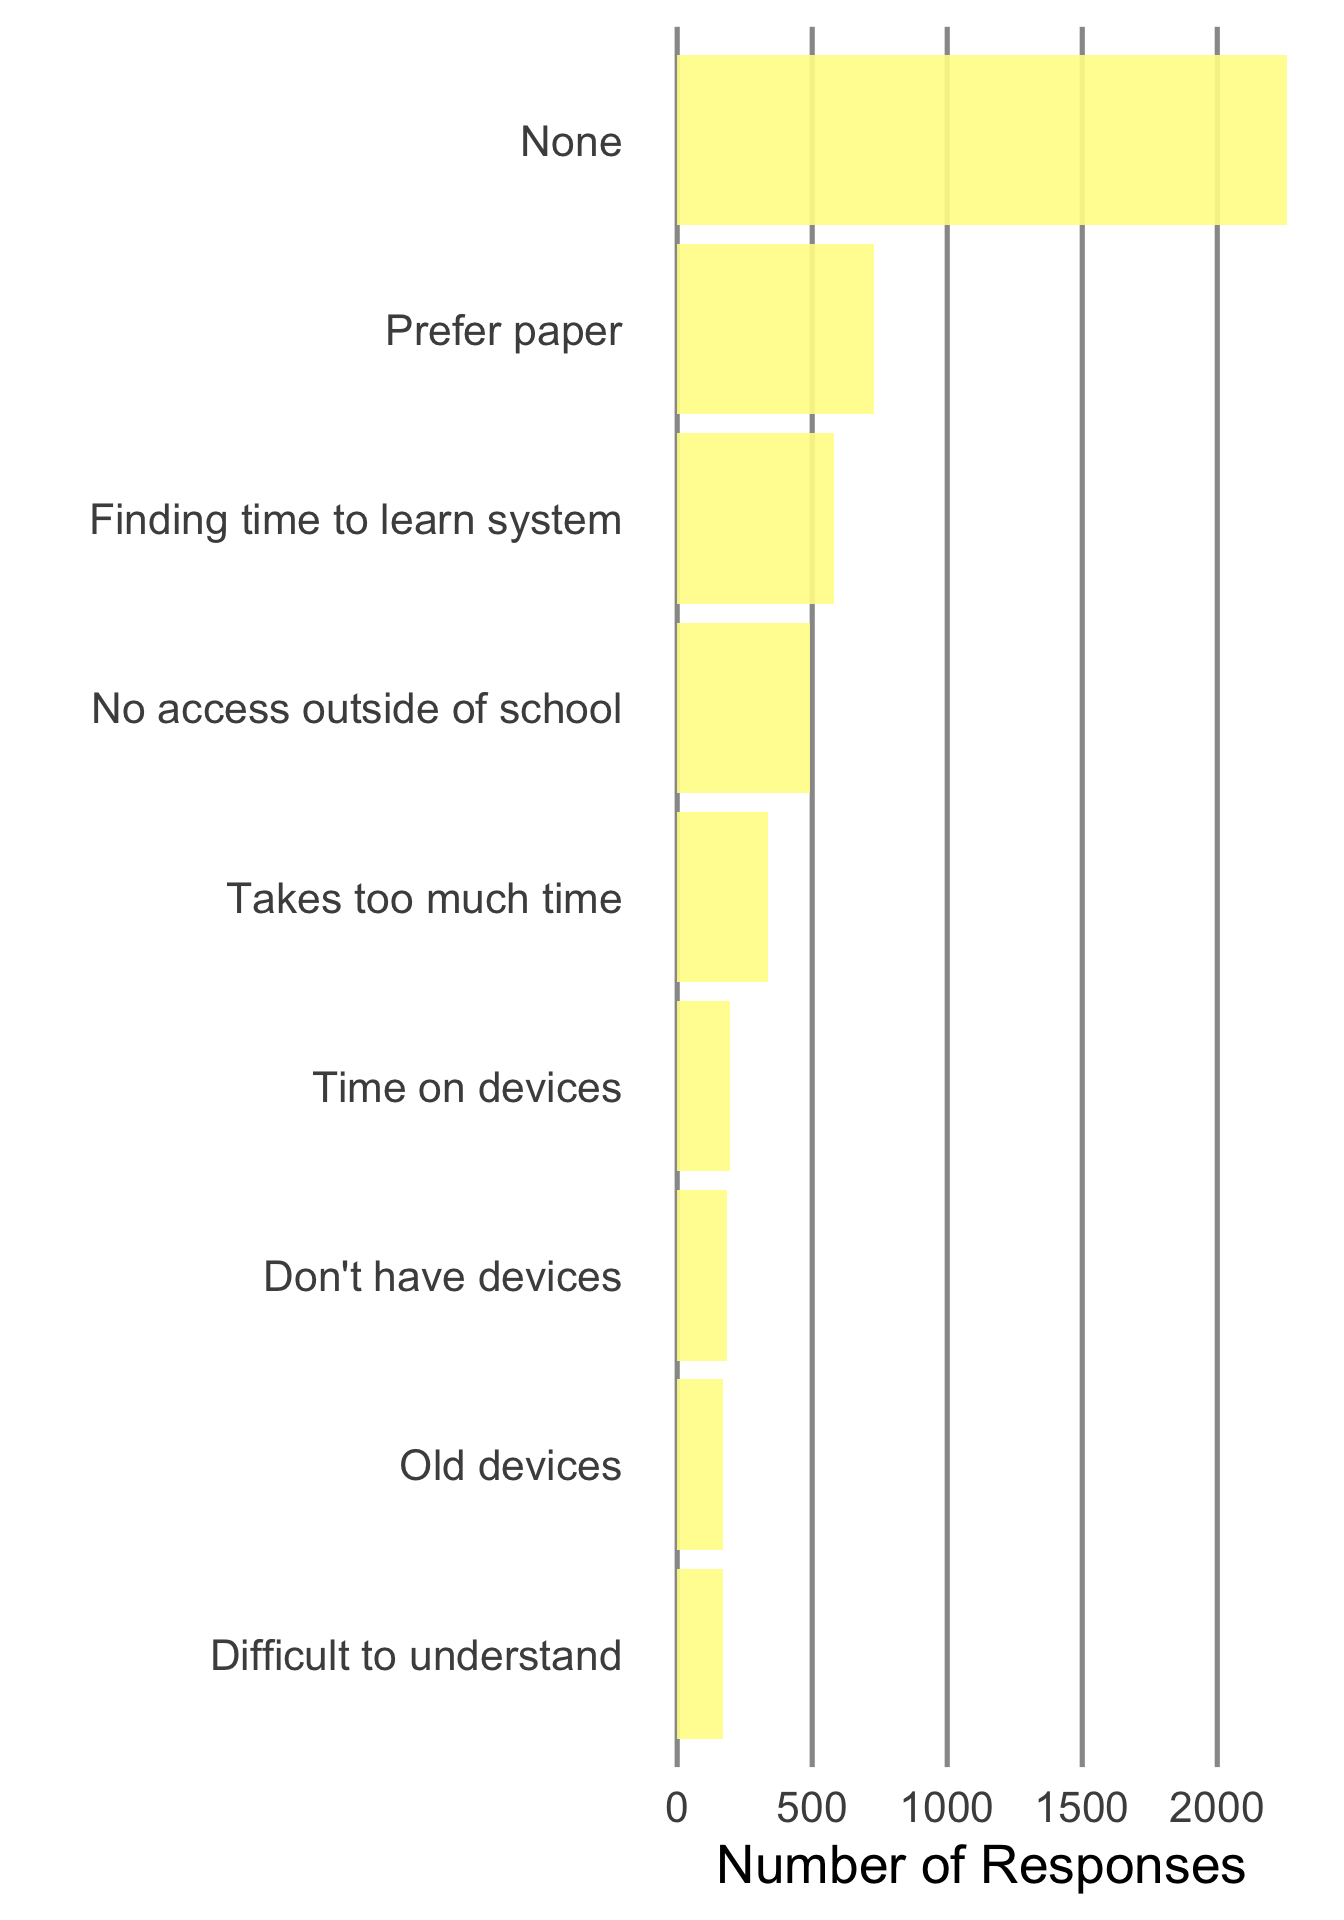 None
Prefer paper
Finding time to learn system
No access outside of school
Takes too much time
Time on devices
Don't have devices
Old devices
Difficult to understand
0 500 1000 1500 2000
Number of Responses